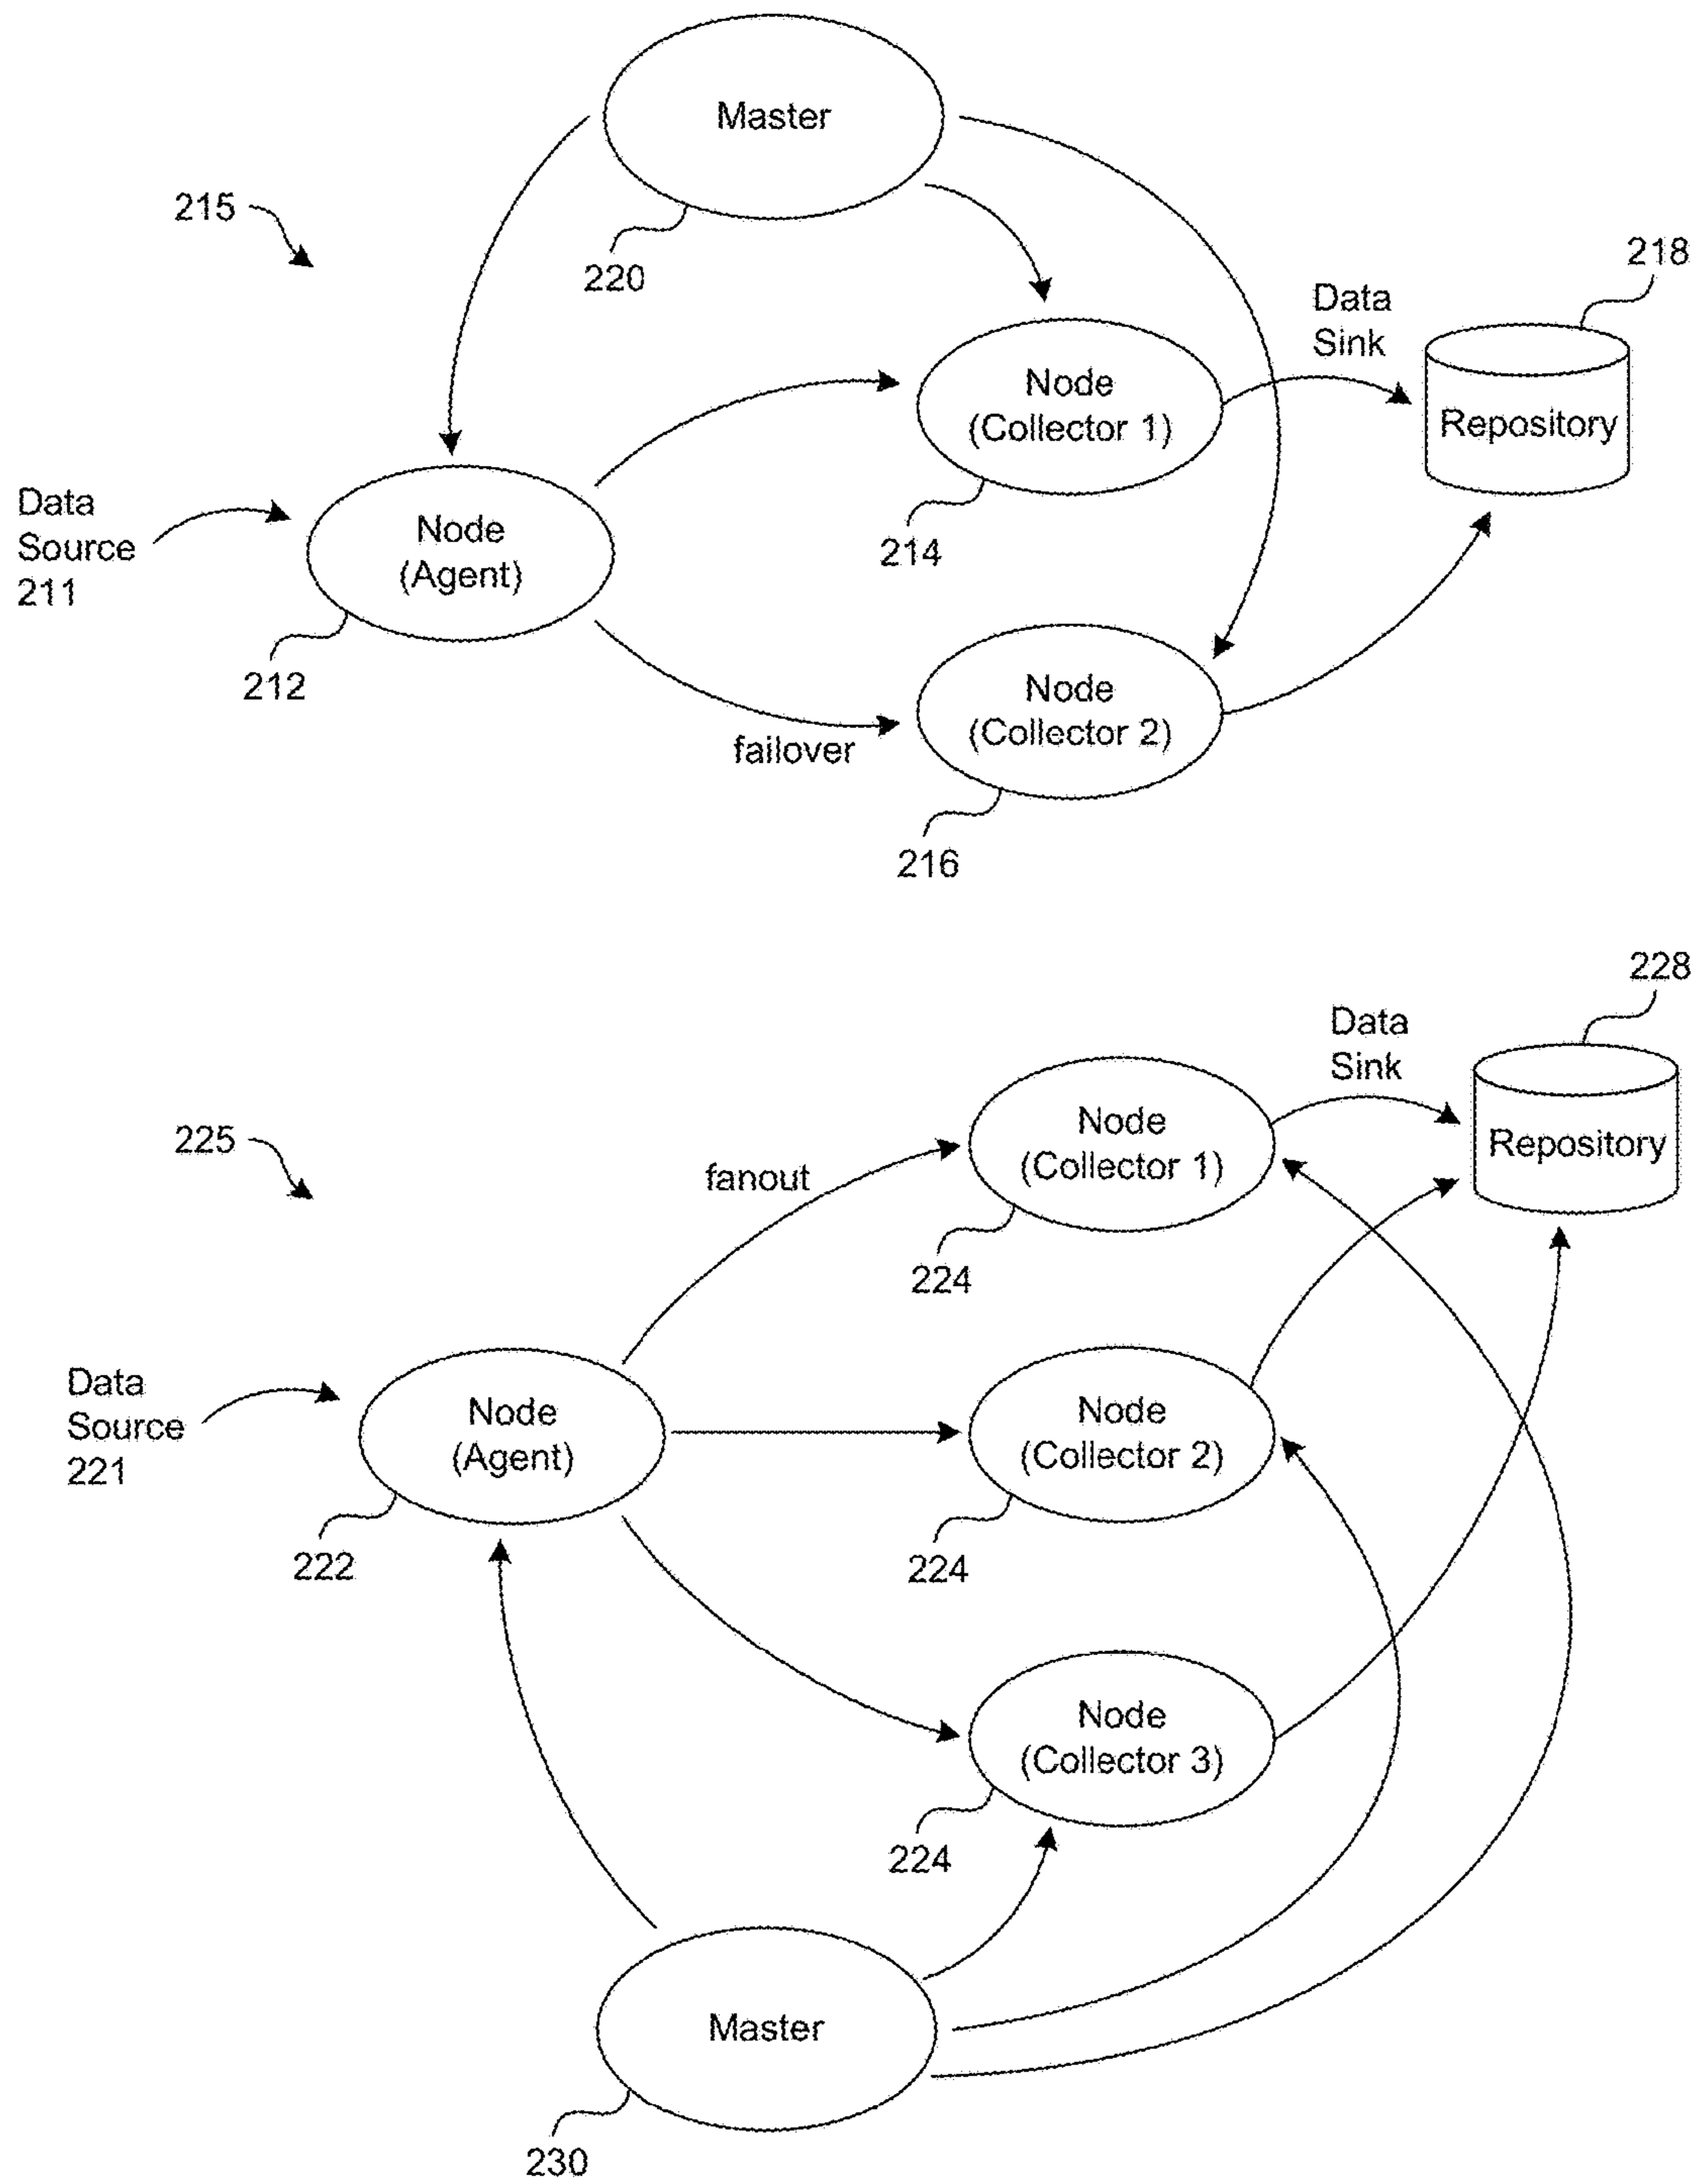 Master
215
220
218
Data
Sink
Node
(Collector 1)
Repository
Data
Source
211
Node
(Agent)
214
212
Node
(Collector 2)
failover
216
228
Data
Sink
225
Node
(Collector 1)
Repository
fanout
224
Data
Source
221
Node
(Agent)
Node
(Collector 2)
222
224
Node
(Collector 3)
224
Master
230